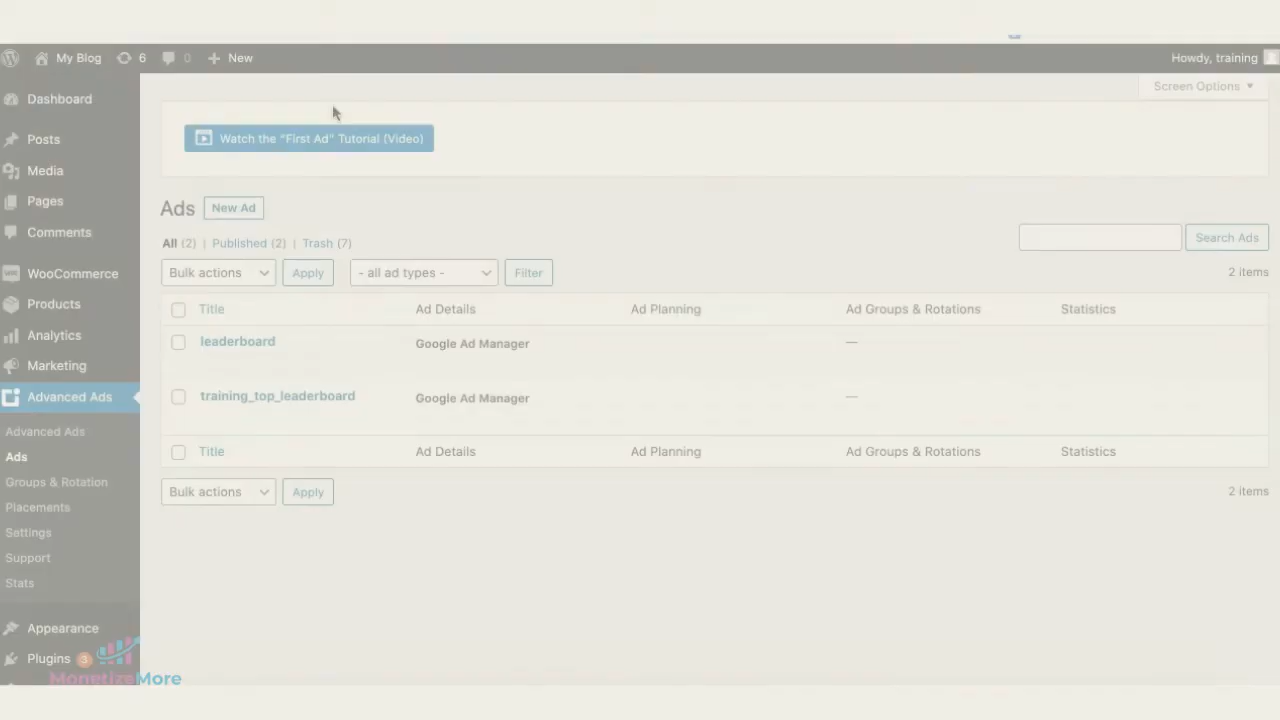 My Blog 6 0 New Howdy, training
Screen Options
Dashboard
Posts
Media
Pages
Comments
WooCommerce
Products
Analytics
Marketing
Advanced Ads
Advanced Ads
Ads
Groups & Rotation
Placements
Settings
Support
Stats
Appearance
Plugins 3
Watch the "First Ad" Tutorial (Video)
Ads New Ad
All (2) | Published (2) | Trash (7)
Search Ads
Bulk actions Apply - all ad types - Filter 2 items
Title Ad Details Ad Planning Ad Groups & Rotations Statistics
leaderboard Google Ad Manager —
training_top_leaderboard Google Ad Manager —
Title Ad Details Ad Planning Ad Groups & Rotations Statistics
Bulk actions Apply 2 items
MonetizeMore